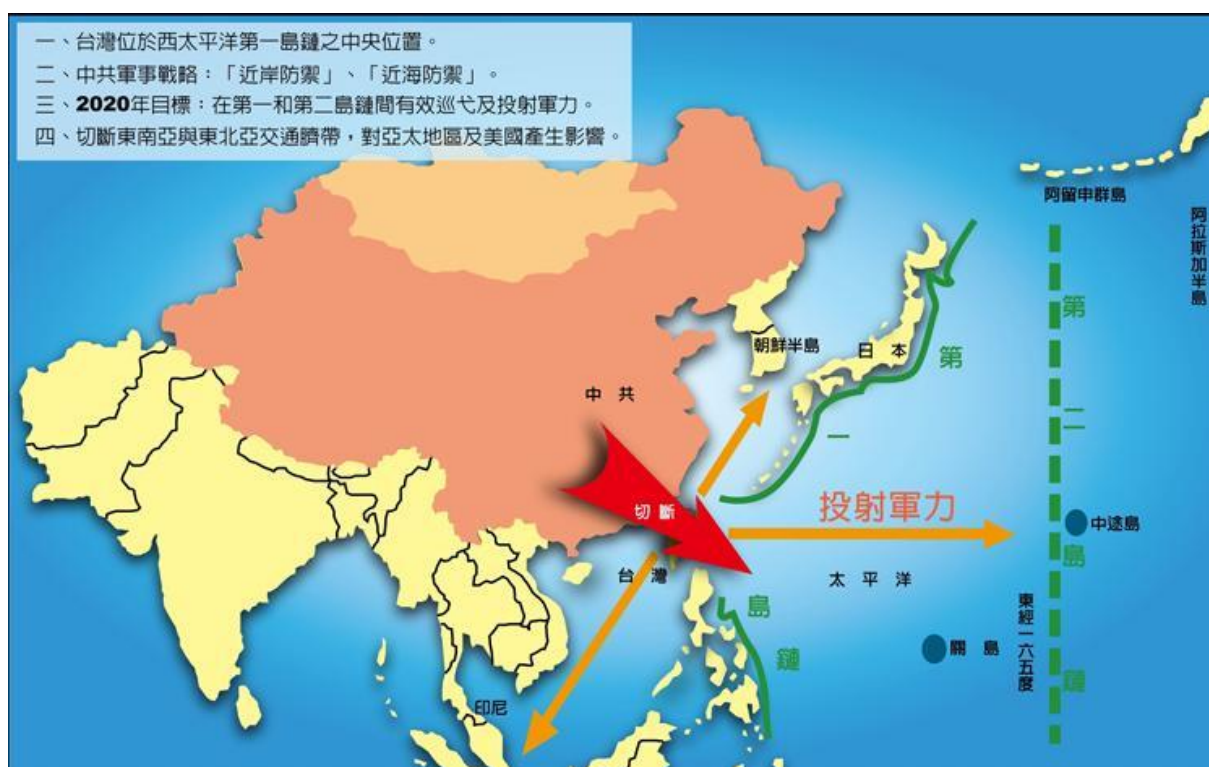 一、台灣位於西太平洋第一島鏈之中央位置。
二、中共軍事戰略：「近岸防禦」、「近海防禦」。
三、2020年目標：在第一和第二島鏈間有效巡弋及投射軍力。
四、切斷東南亞與東北亞交通臍帶，對亞太地區及美國產生影響。
阿留申群島
阿拉斯加半島
朝鮮半島
日本
中共
第一島鏈
第二島鏈
切斷
投射軍力
中途島
台灣
太平洋
關島
東經一六五度
印尼